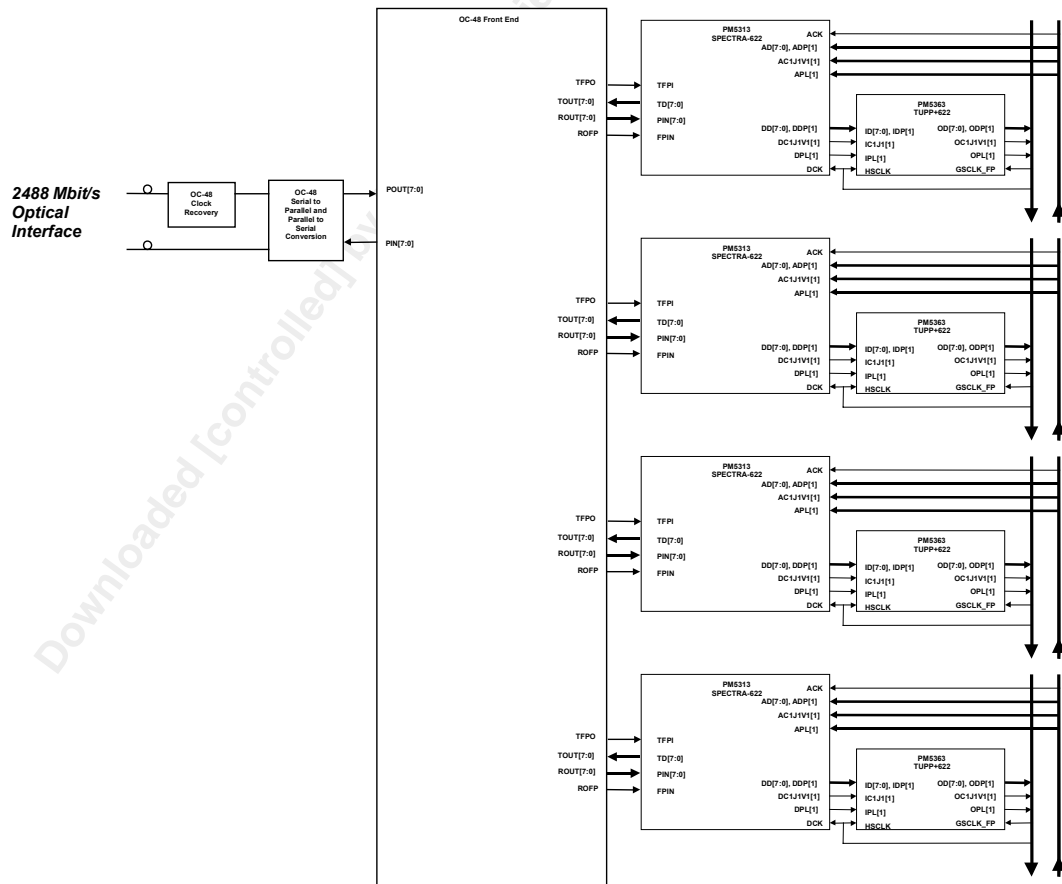 OC-48 Front End
2488 Mbit/s
Optical
Interface
OC-48
Clock
Recovery
OC-48
Serial to
Parallel and
Parallel to
Serial
Conversion
POUT[7:0]
PIN[7:0]
TFPO
TOUT[7:0]
ROUT[7:0]
ROFP
TFPI
TD[7:0]
PIN[7:0]
FPIN
PM5313
SPECTRA-622
ACK
AD[7:0], ADP[1]
AC1J1V1[1]
APL[1]
DD[7:0], DDP[1]
DC1J1V1[1]
DPL[1]
DCK
PM5363
TUPP+622
ID[7:0], IDP[1]
IC1J1[1]
IPL[1]
HSCLK
OD[7:0], ODP[1]
OC1J1V1[1]
OPL[1]
GSCLK_FP
TFPO
TOUT[7:0]
ROUT[7:0]
ROFP
TFPI
TD[7:0]
PIN[7:0]
FPIN
PM5313
SPECTRA-622
ACK
AD[7:0], ADP[1]
AC1J1V1[1]
APL[1]
DD[7:0], DDP[1]
DC1J1V1[1]
DPL[1]
DCK
PM5363
TUPP+622
ID[7:0], IDP[1]
IC1J1[1]
IPL[1]
HSCLK
OD[7:0], ODP[1]
OC1J1V1[1]
OPL[1]
GSCLK_FP
TFPO
TOUT[7:0]
ROUT[7:0]
ROFP
TFPI
TD[7:0]
PIN[7:0]
FPIN
PM5313
SPECTRA-622
ACK
AD[7:0], ADP[1]
AC1J1V1[1]
APL[1]
DD[7:0], DDP[1]
DC1J1V1[1]
DPL[1]
DCK
PM5363
TUPP+622
ID[7:0], IDP[1]
IC1J1[1]
IPL[1]
HSCLK
OD[7:0], ODP[1]
OC1J1V1[1]
OPL[1]
GSCLK_FP
TFPO
TOUT[7:0]
ROUT[7:0]
ROFP
TFPI
TD[7:0]
PIN[7:0]
FPIN
PM5313
SPECTRA-622
ACK
AD[7:0], ADP[1]
AC1J1V1[1]
APL[1]
DD[7:0], DDP[1]
DC1J1V1[1]
DPL[1]
DCK
PM5363
TUPP+622
ID[7:0], IDP[1]
IC1J1[1]
IPL[1]
HSCLK
OD[7:0], ODP[1]
OC1J1V1[1]
OPL[1]
GSCLK_FP
Downloaded [controlled] by